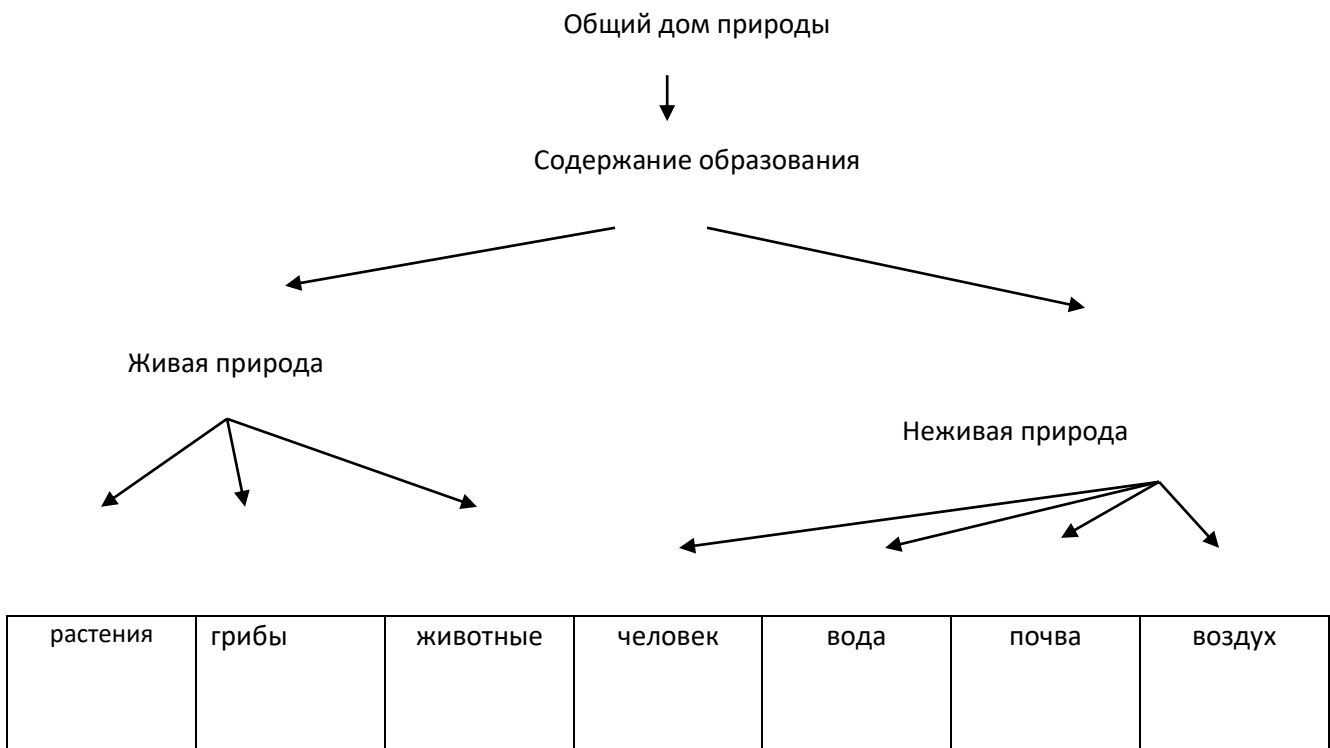 Общий дом природы
Содержание образования
Живая природа
Неживая природа
растения грибы животные человек вода почва воздух